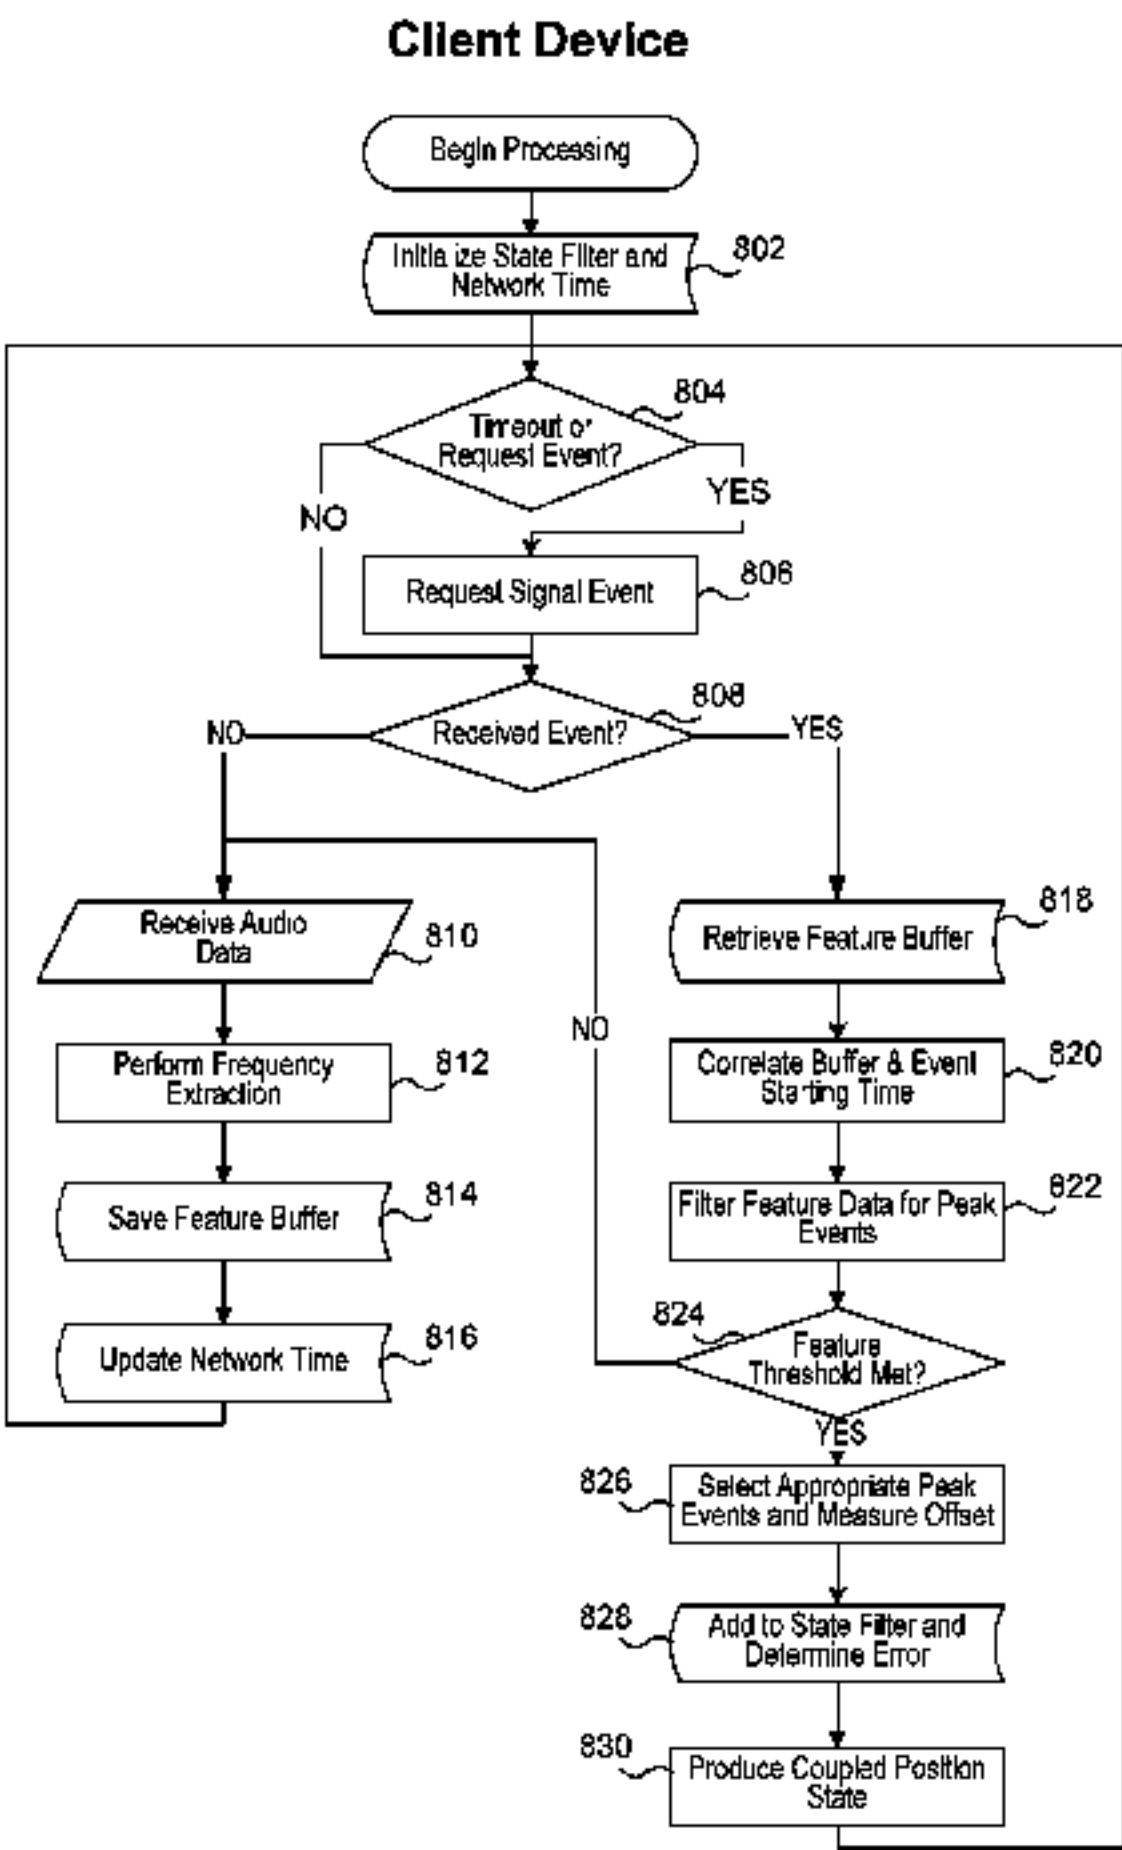 Client Device
Begin Processing
Initialize State Filter and
Network Time
802
804
Timeout or
Request Event?
NO
YES
Request Signal Event
806
808
Received Event?
NO
YES
Receive Audio
Data
810
Retrieve Feature Buffer
818
NO
Perform Frequency
Extraction
812
Correlate Buffer & Event
Starting Time
820
Save Feature Buffer
814
Filter Feature Data for Peak
Events
822
Update Network Time
816
824
Feature
Threshold Met?
YES
826
Select Appropriate Peak
Events and Measure Offset
828
Add to State Filter and
Determine Error
830
Produce Coupled Position
State